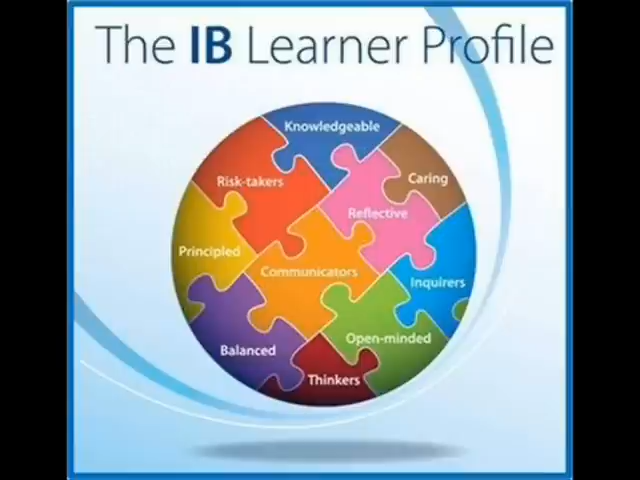 The IB Learner Profile
Knowledgeable
Risk-takers
Caring
Reflective
Principled
Communicators
Inquirers
Open-minded
Balanced
Thinkers